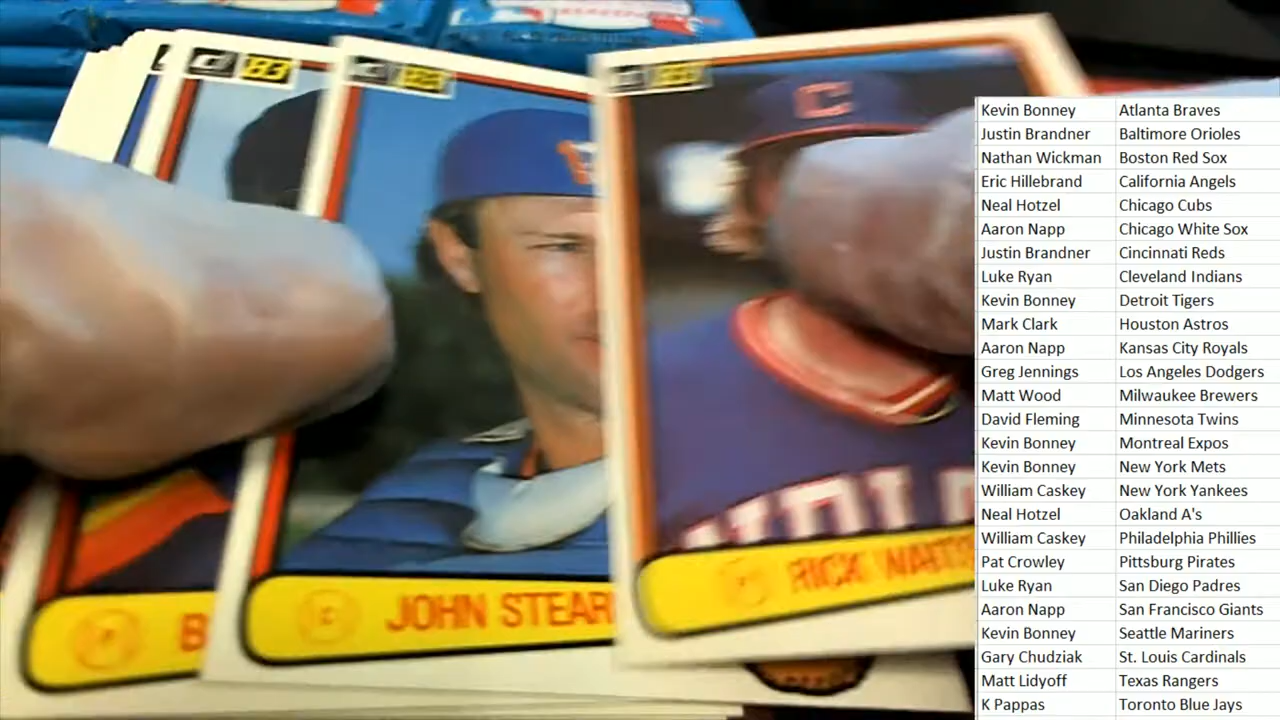 83
83
83
C
INDI
B
C
JOHN STEAR
P
RICK WAIT
Kevin Bonney Atlanta Braves
Justin Brandner Baltimore Orioles
Nathan Wickman Boston Red Sox
Eric Hillebrand California Angels
Neal Hotzel Chicago Cubs
Aaron Napp Chicago White Sox
Justin Brandner Cincinnati Reds
Luke Ryan Cleveland Indians
Kevin Bonney Detroit Tigers
Mark Clark Houston Astros
Aaron Napp Kansas City Royals
Greg Jennings Los Angeles Dodgers
Matt Wood Milwaukee Brewers
David Fleming Minnesota Twins
Kevin Bonney Montreal Expos
Kevin Bonney New York Mets
William Caskey New York Yankees
Neal Hotzel Oakland A's
William Caskey Philadelphia Phillies
Pat Crowley Pittsburg Pirates
Luke Ryan San Diego Padres
Aaron Napp San Francisco Giants
Kevin Bonney Seattle Mariners
Gary Chudziak St. Louis Cardinals
Matt Lidyoff Texas Rangers
K Pappas Toronto Blue Jays